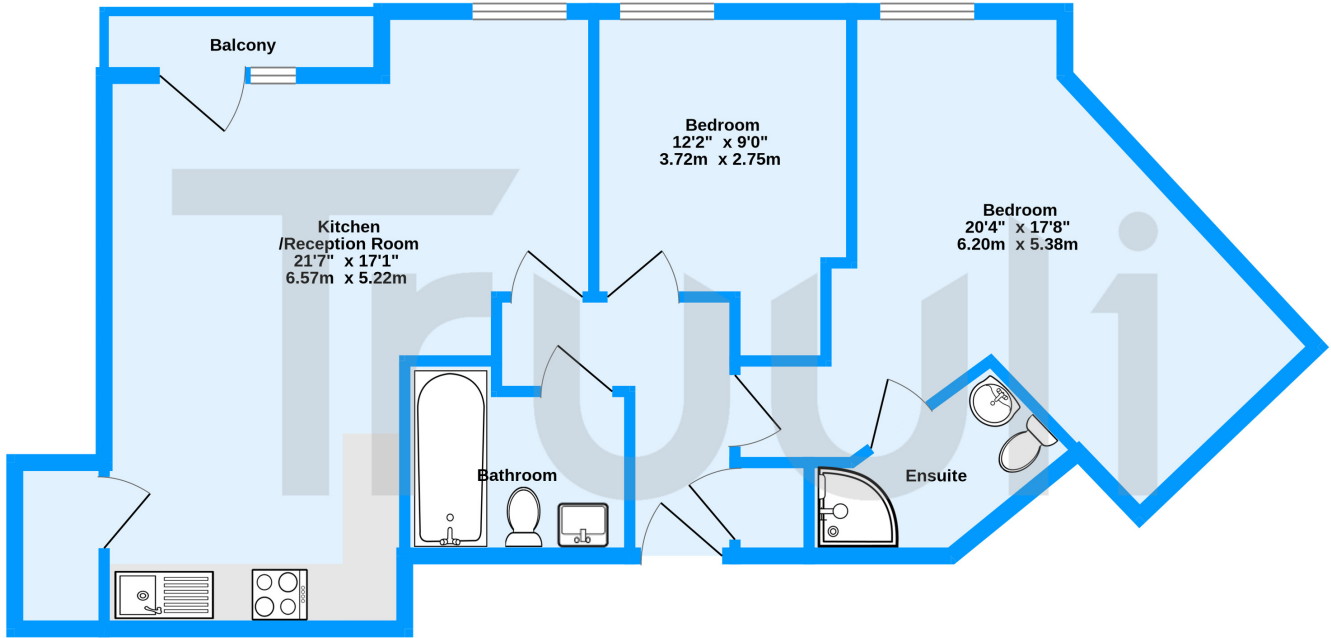 Balcony
Kitchen
/Reception Room
21'7" x 17'1"
6.57m x 5.22m
Bedroom
12'2" x 9'0"
3.72m x 2.75m
Bedroom
20'4" x 17'8"
6.20m x 5.38m
Bathroom
Ensuite
Truuli